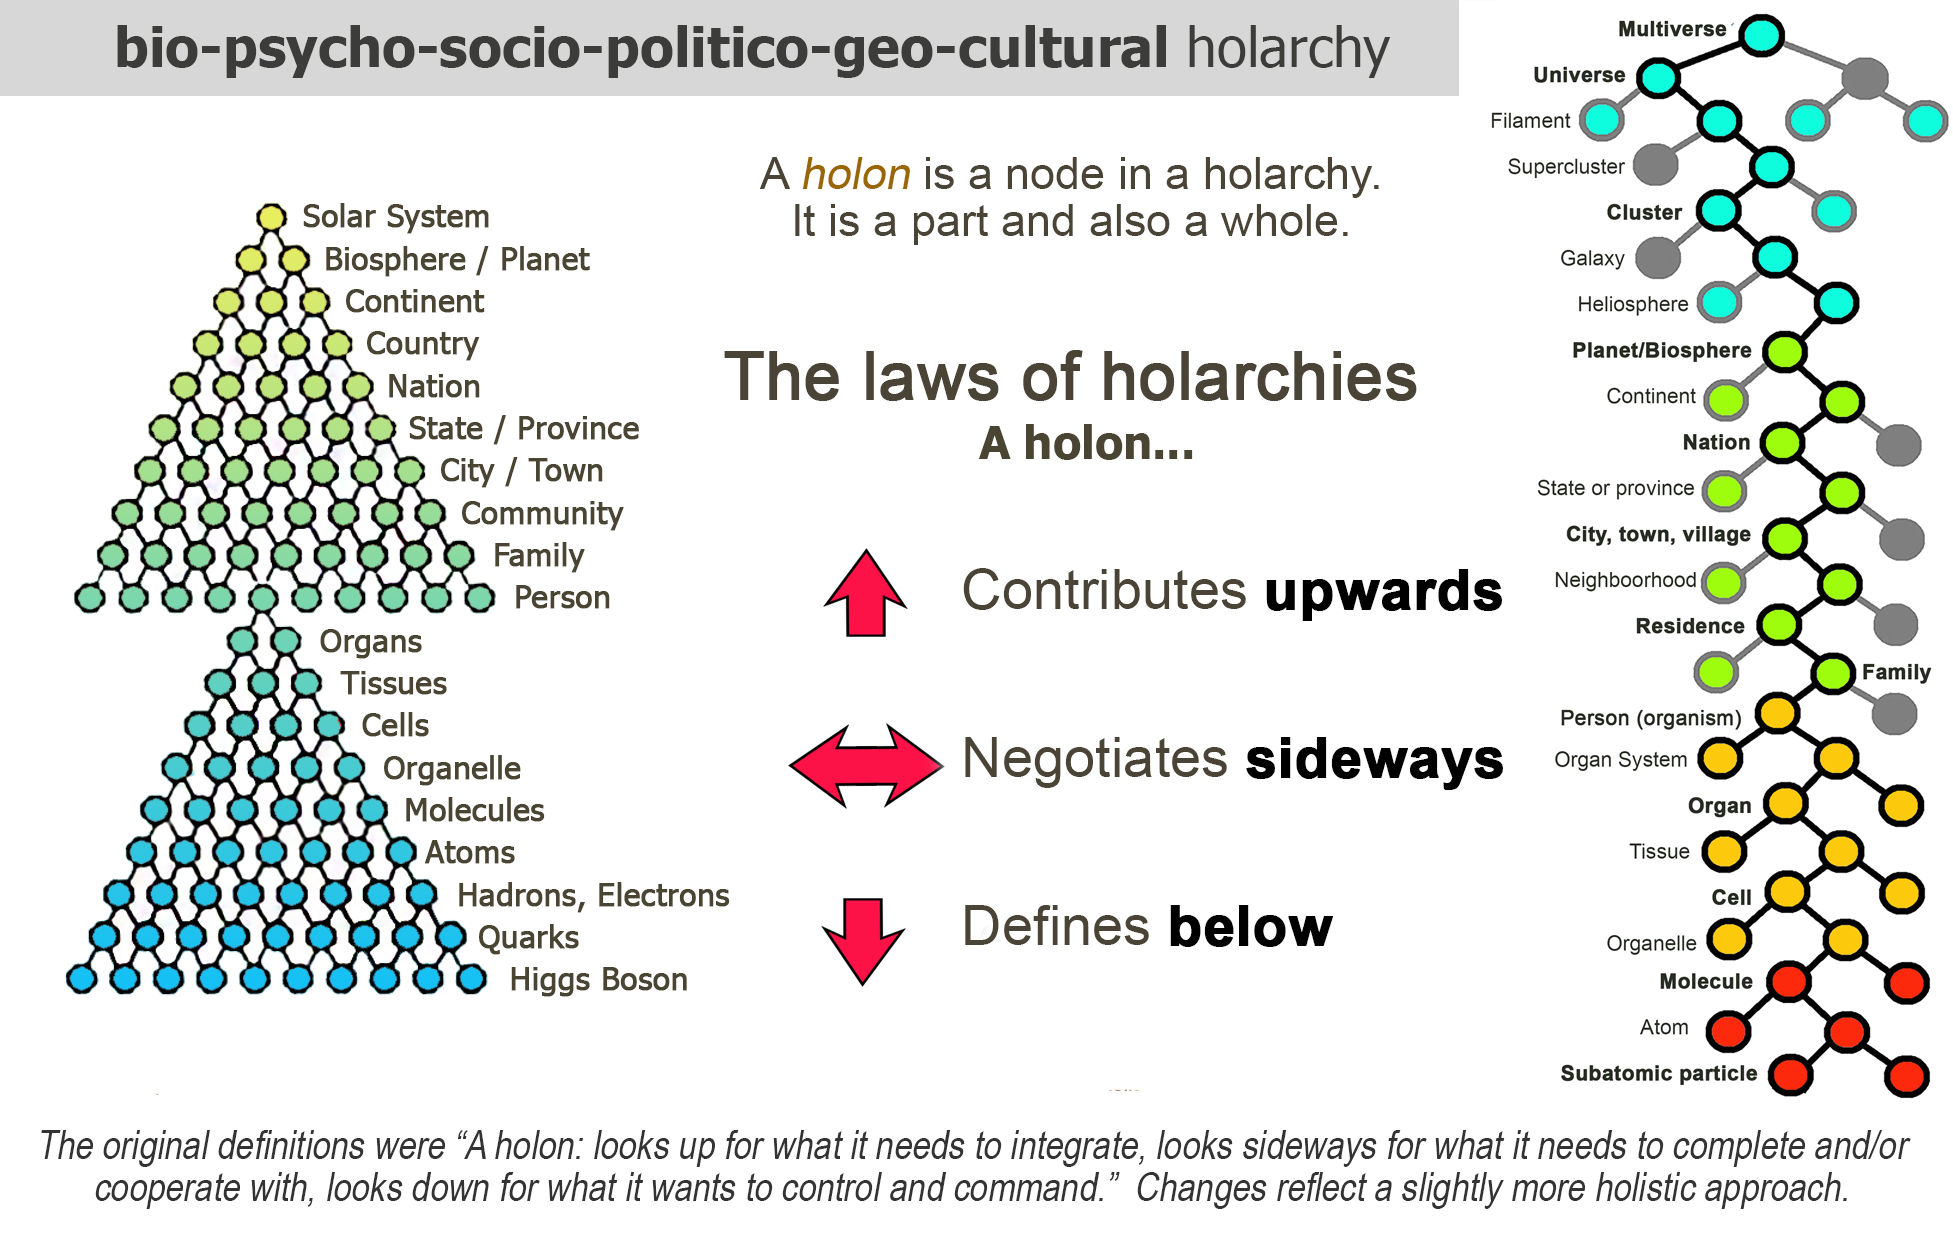 bio-psycho-socio-politico-geo-cultural holarchy
A holon is a node in a holarchy.
It is a part and also a whole.
Solar System
Biosphere / Planet
Continent
Country
Nation
State / Province
City / Town
Community
Family
Person
Organs
Tissues
Cells
Organelle
Molecules
Atoms
Hadrons, Electrons
Quarks
Higgs Boson
The laws of holarchies
A holon...
Contributes upwards
Negotiates sideways
Defines below
Multiverse
Universe
Filament
Supercluster
Cluster
Galaxy
Heliosphere
Planet/Biosphere
Continent
Nation
State or province
City, town, village
Neighboorhood
Residence
Family
Person (organism)
Organ System
Organ
Tissue
Cell
Organelle
Molecule
Atom
Subatomic particle
The original definitions were “A holon: looks up for what it needs to integrate, looks sideways for what it needs to complete and/or
cooperate with, looks down for what it wants to control and command.” Changes reflect a slightly more holistic approach.